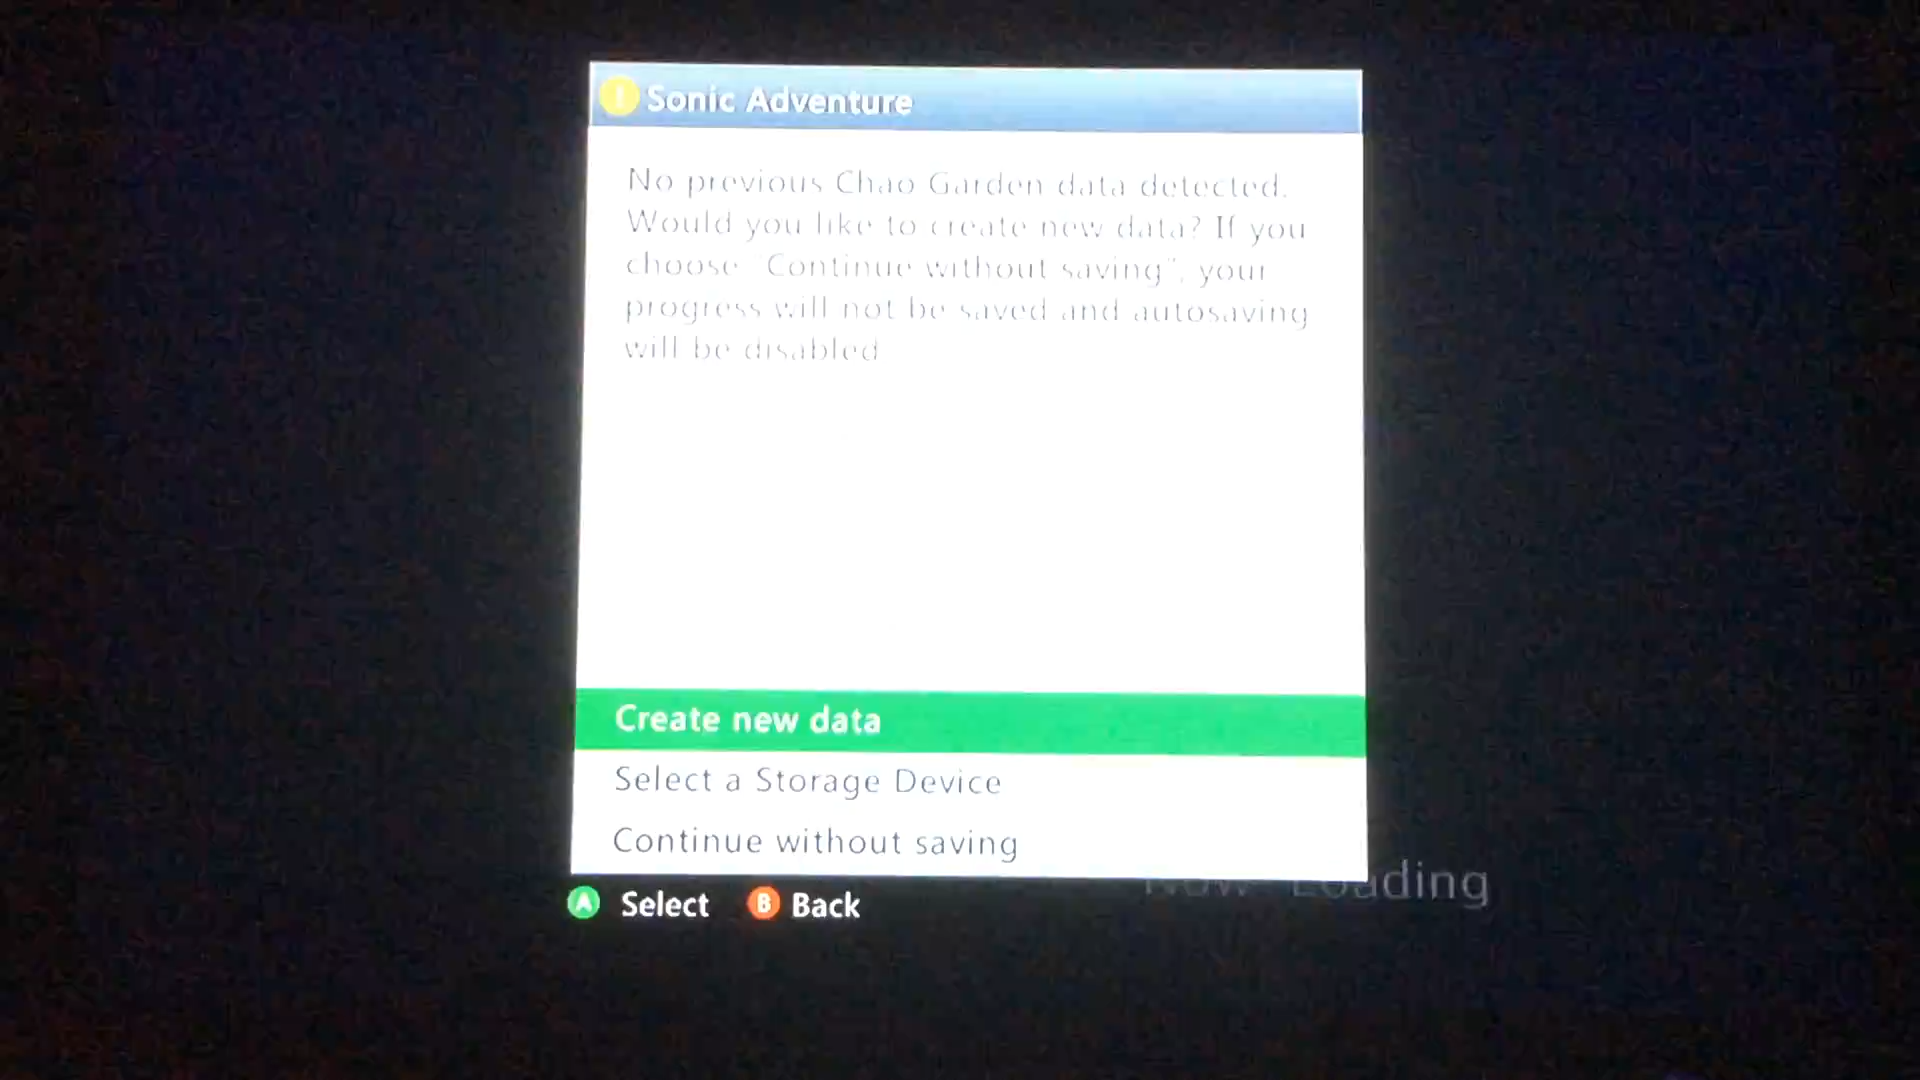 Sonic Adventure
No previous Chao Garden data detected.
Would you like to create new data? If you
choose "Continue without saving", your
progress will not be saved and autosaving
will be disabled
Create new data
Select a Storage Device
Continue without saving
Now Loading
A Select B Back